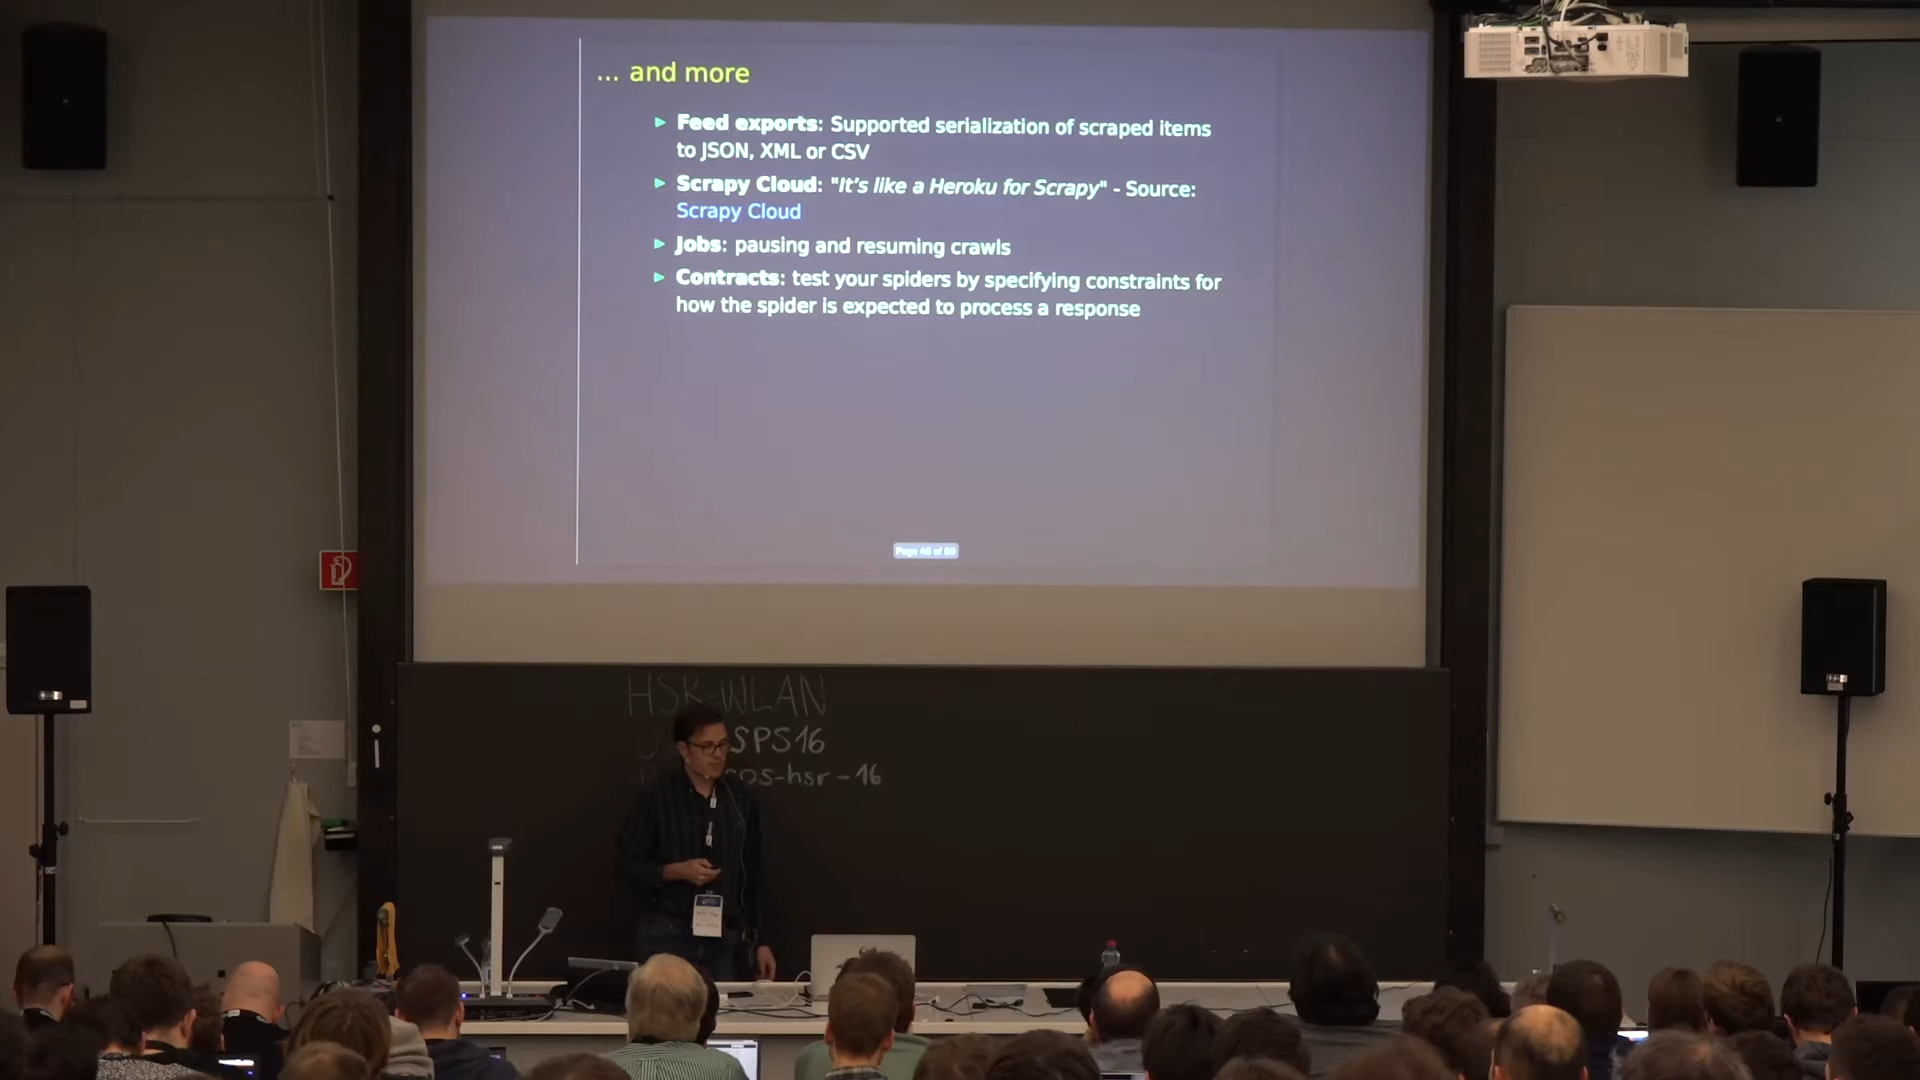 ... and more
Feed exports: Supported serialization of scraped items
to JSON, XML or CSV
Scrapy Cloud: "It's like a Heroku for Scrapy" - Source:
Scrapy Cloud
Jobs: pausing and resuming crawls
Contracts: test your spiders by specifying constraints for
how the spider is expected to process a response
HSR-WLAN
SPS16
sps-hsr-16